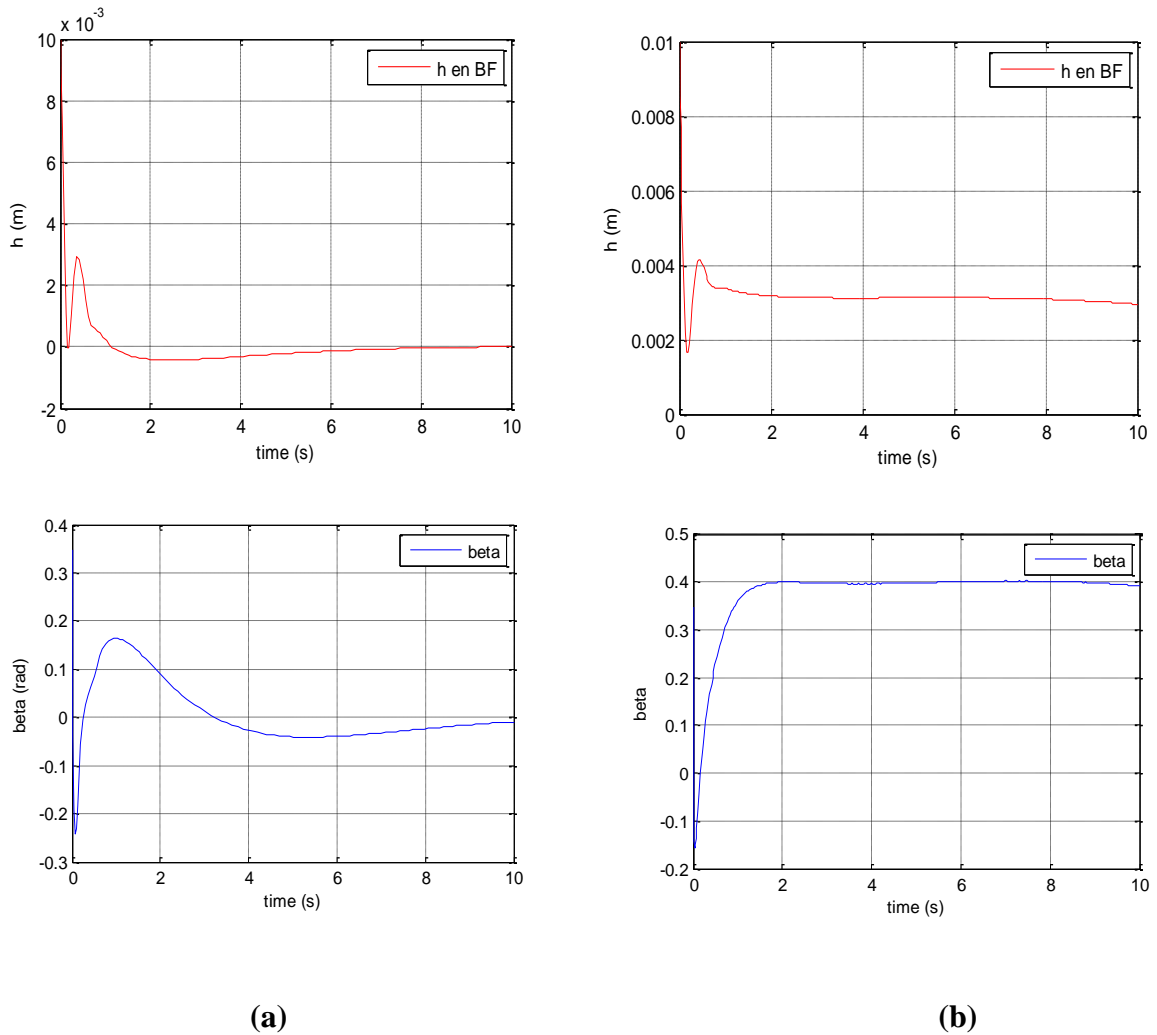 x 10-3
10
8
6
4
2
0
-2
h (m)
h en BF
0 2 4 6 8 10
time (s)
0.01
0.008
0.006
0.004
0.002
0
h (m)
h en BF
0 2 4 6 8 10
time (s)
0.4
0.3
0.2
0.1
0
-0.1
-0.2
-0.3
beta (rad)
beta
0 2 4 6 8 10
time (s)
0.5
0.4
0.3
0.2
0.1
0
-0.1
-0.2
beta
beta
0 2 4 6 8 10
time (s)
(a)
(b)